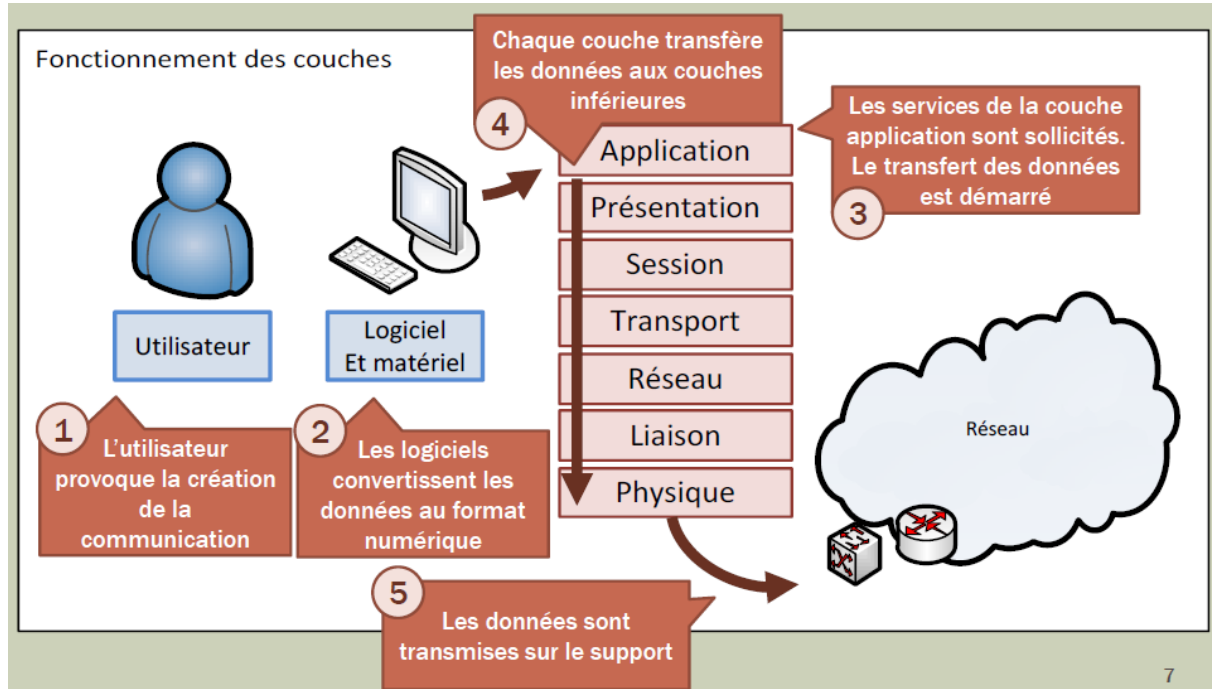 Fonctionnement des couches
Chaque couche transfère
les données aux couches
inférieures
4
Les services de la couche
application sont sollicités.
Le transfert des données
est démarré
3
Application
Présentation
Session
Transport
Réseau
Liaison
Physique
Utilisateur
Logiciel
Et matériel
Réseau
1
L'utilisateur
provoque la création
de la
communication
2
Les logiciels
convertissent les
données au format
numérique
5
Les données sont
transmises sur le support
7